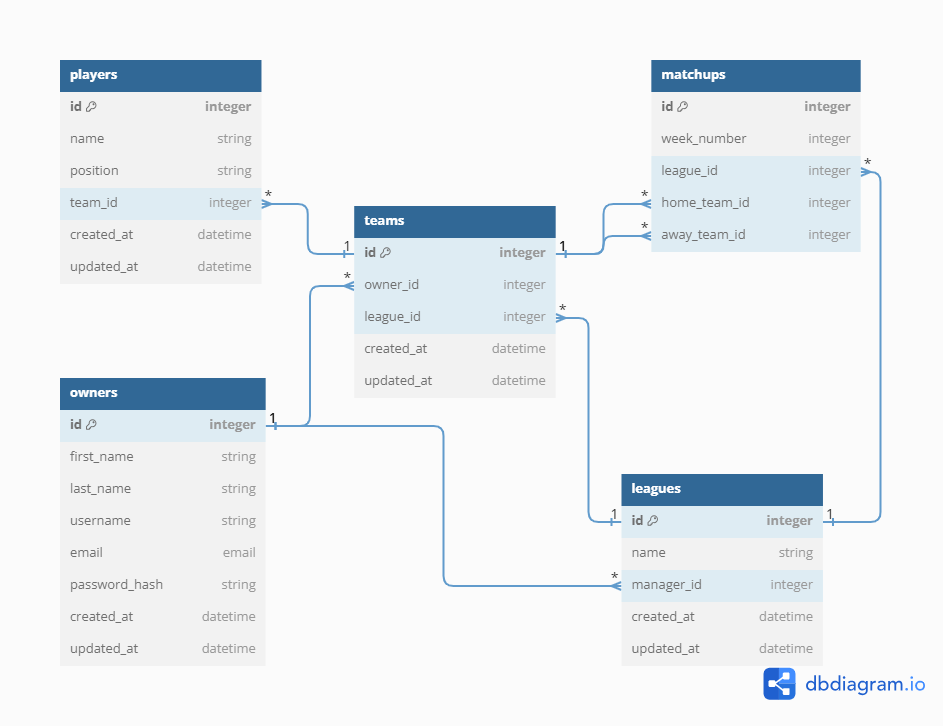 players
id integer
name string
position string
team_id integer
created_at datetime
updated_at datetime
*
1
teams
id integer
owner_id integer
league_id integer
created_at datetime
updated_at datetime
*
*
1
matchups
id integer
week_number integer
league_id integer
home_team_id integer
away_team_id integer
*
*
*
owners
id integer
first_name string
last_name string
username string
email email
password_hash string
created_at datetime
updated_at datetime
1
leagues
id integer
name string
manager_id integer
created_at datetime
updated_at datetime
1
1
*
dbdiagram.io